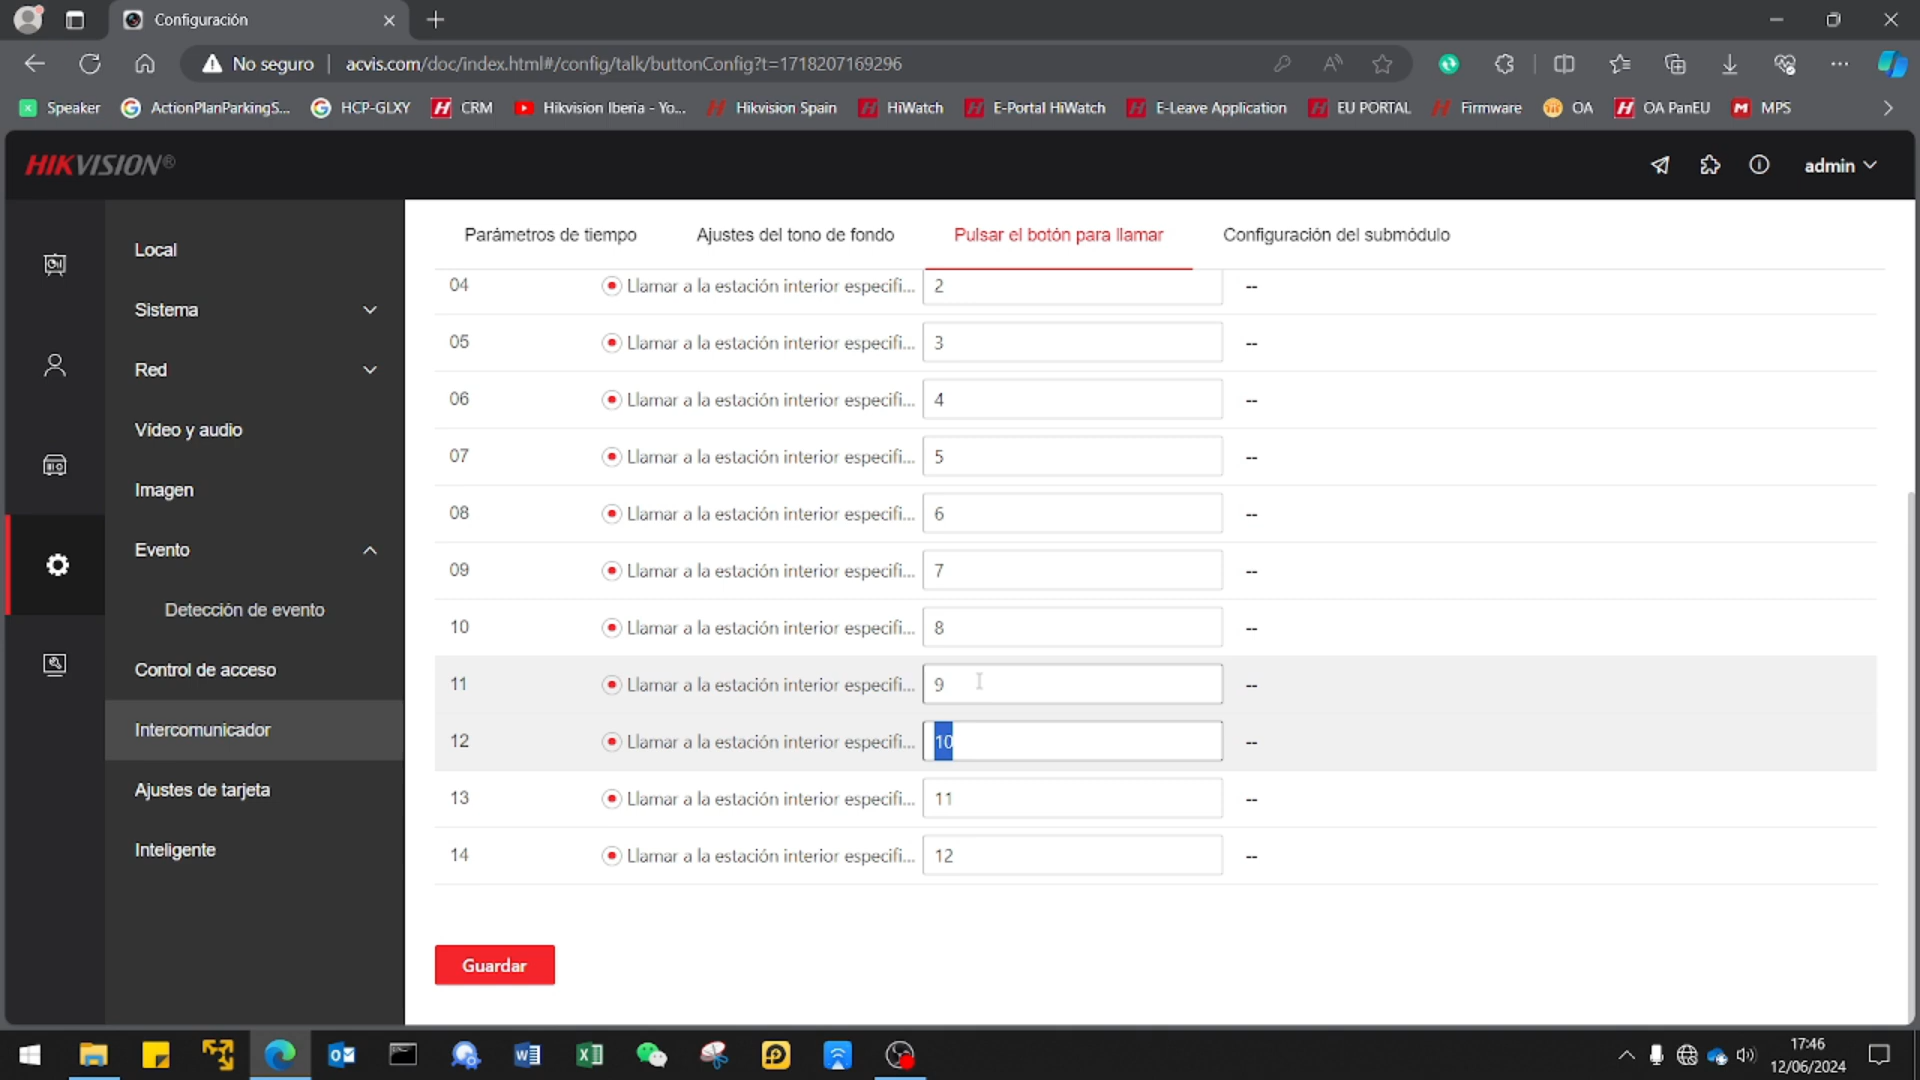 Configuración
No seguro
acvis.com/doc/index.html#/config/talk/buttonConfig?t=1718207169296
Speaker
ActionPlanParkingS...
HCP-GLXY
CRM
Hikvision Iberia - Yo...
Hikvision Spain
HiWatch
E-Portal HiWatch
E-Leave Application
EU PORTAL
Firmware
OA
OA PanEU
MPS
HIKVISION®
admin
Local
Sistema
Red
Vídeo y audio
Imagen
Evento
Detección de evento
Control de acceso
Intercomunicador
Ajustes de tarjeta
Inteligente
Parámetros de tiempo
Ajustes del tono de fondo
Pulsar el botón para llamar
Configuración del submódulo
04 Llamar a la estación interior especifi... 2 --
05 Llamar a la estación interior especifi... 3 --
06 Llamar a la estación interior especifi... 4 --
07 Llamar a la estación interior especifi... 5 --
08 Llamar a la estación interior especifi... 6 --
09 Llamar a la estación interior especifi... 7 --
10 Llamar a la estación interior especifi... 8 --
11 Llamar a la estación interior especifi... 9 --
12 Llamar a la estación interior especifi... 10 --
13 Llamar a la estación interior especifi... 11 --
14 Llamar a la estación interior especifi... 12 --
Guardar
17:46
12/06/2024